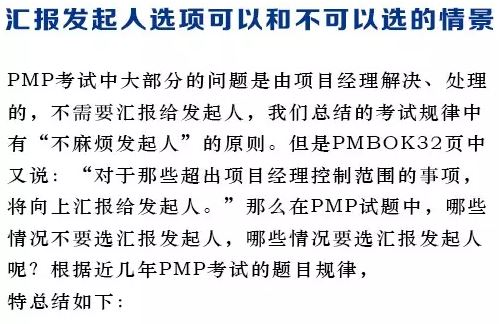 汇报发起人选项可以和不可以选的情景
PMP考试中大部分的问题是由项目经理解决、处理
的，不需要汇报给发起人，我们总结的考试规律中
有“不麻烦发起人”的原则。但是PMBOK32页中
又说：“对于那些超出项目经理控制范围的事项，
将向上汇报给发起人。”那么在PMP试题中，哪些
情况不要选汇报发起人，哪些情况要选汇报发起人
呢？根据近几年PMP考试的题目规律，
特总结如下：